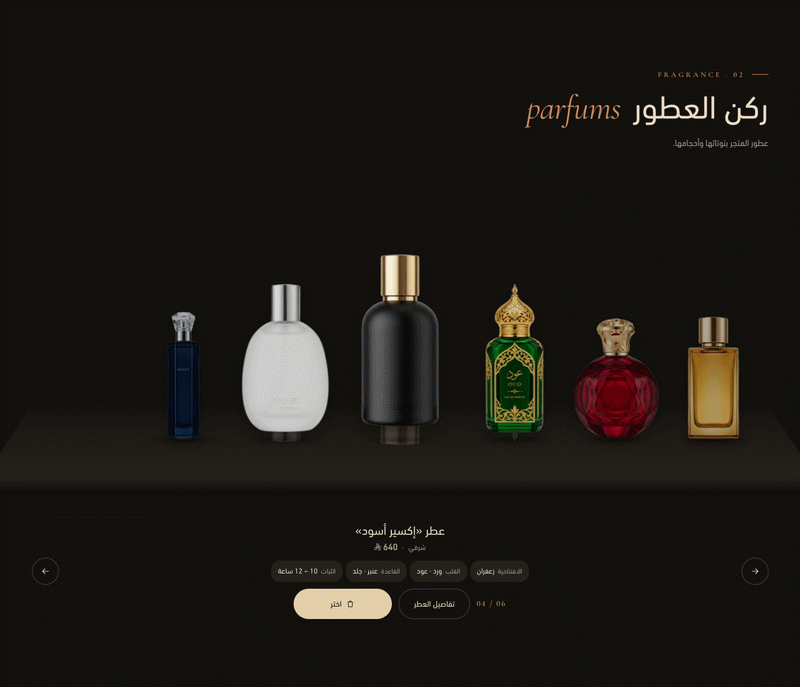 FRAGRANCE · 02
ركن العطور parfums
عطور المتجر بنوتاتها وأحجامها.
عود
OUD
عطر «إكسير أسود»
شرقي · 640
الافتتاحية زعفران القلب ورد · عود القاعدة عنبر · جلد الثبات 10 – 12 ساعة
04 / 06 تفاصيل العطر اختر